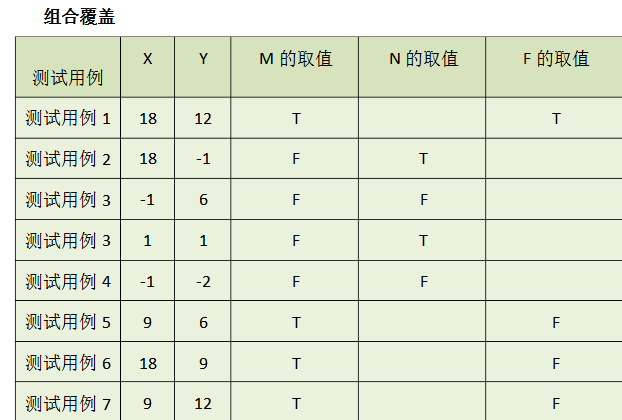 组合覆盖
测试用例 X Y M 的取值 N 的取值 F 的取值
测试用例 1 18 12 T T
测试用例 2 18 -1 F T
测试用例 3 -1 6 F F
测试用例 3 1 1 F T
测试用例 4 -1 -2 F F
测试用例 5 9 6 T F
测试用例 6 18 9 T F
测试用例 7 9 12 T F